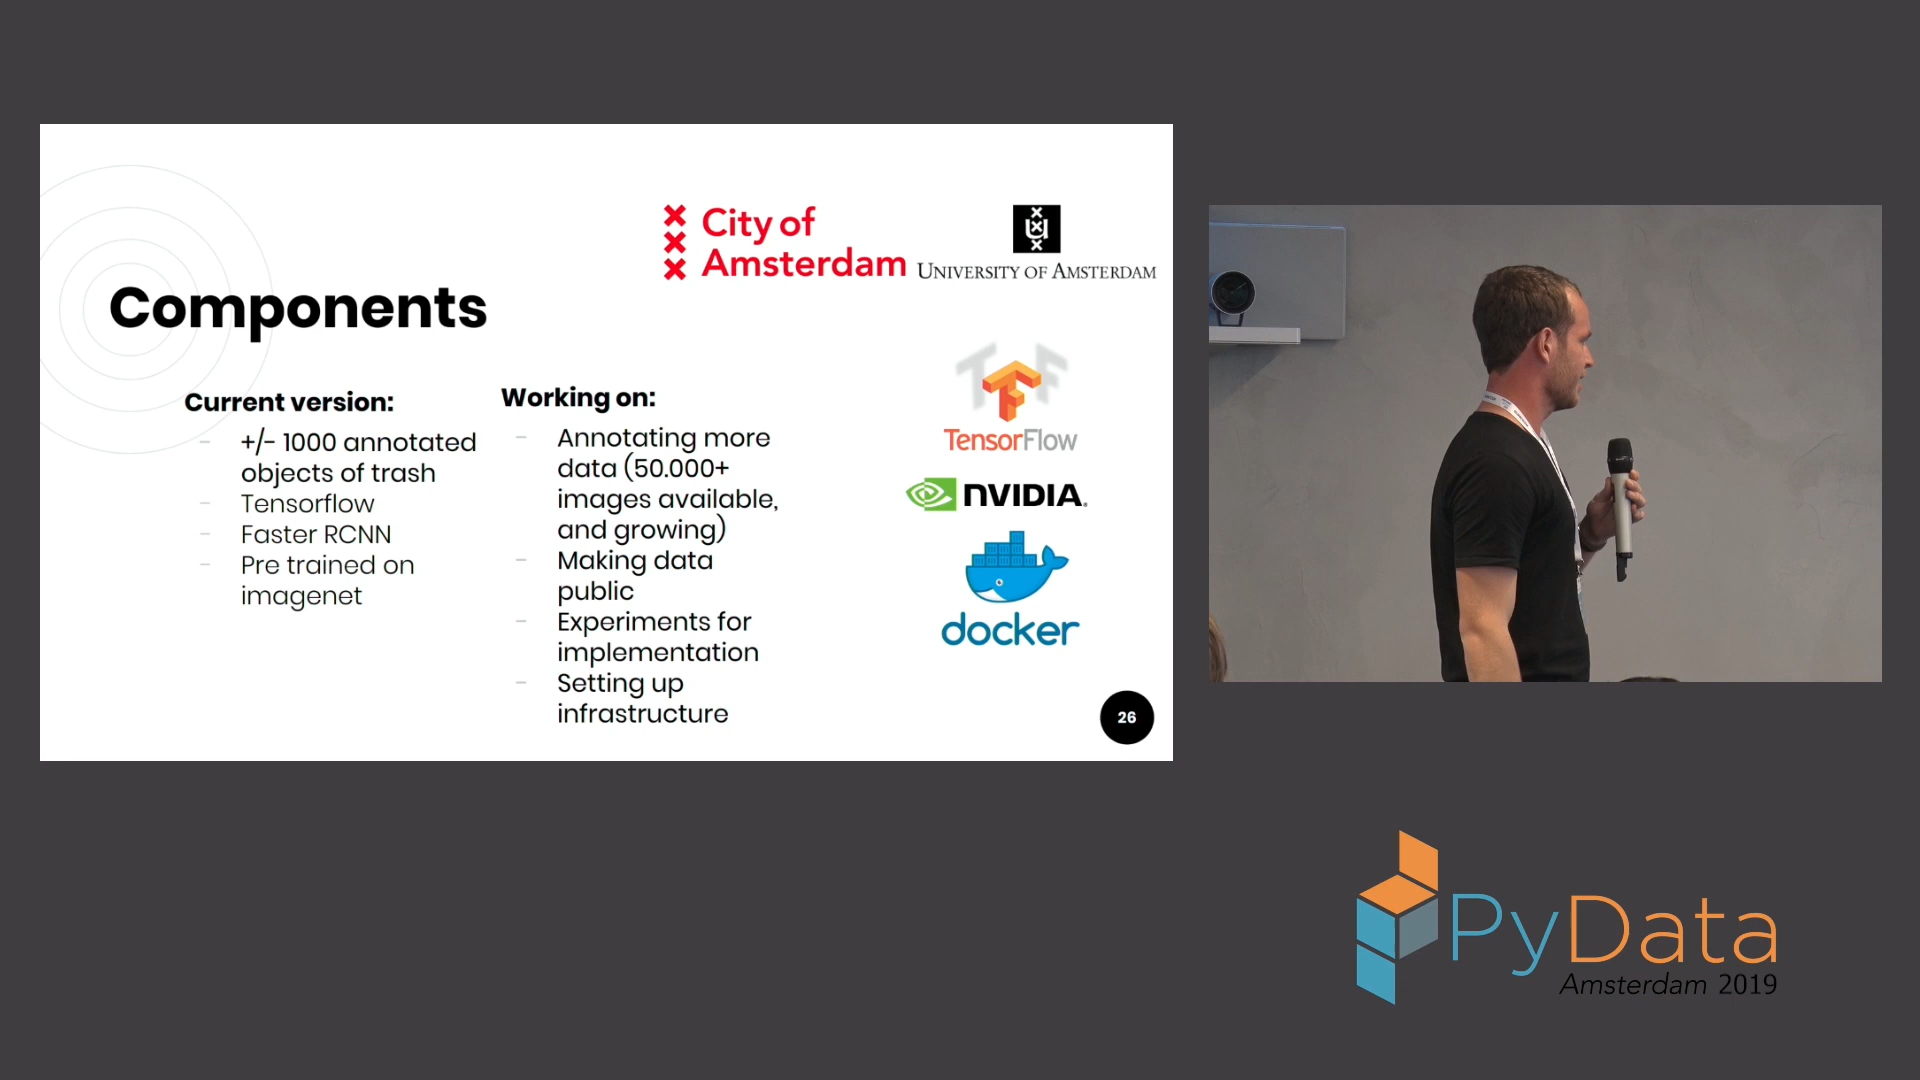 City of
Amsterdam
UNIVERSITY OF AMSTERDAM
Components
Current version:
- +/- 1000 annotated
objects of trash
- Tensorflow
- Faster RCNN
- Pre trained on
imagenet
Working on:
- Annotating more
data (50.000+
images available,
and growing)
- Making data
public
- Experiments for
implementation
- Setting up
infrastructure
TensorFlow
NVIDIA.
docker
26
PyData
Amsterdam 2019